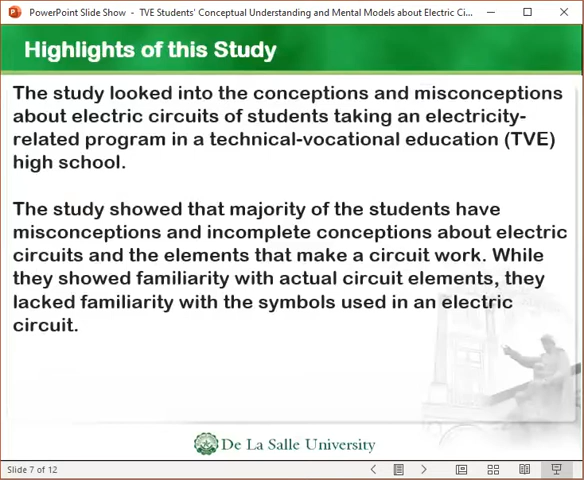 PowerPoint Slide Show - TVE Students' Conceptual Understanding and Mental Models about Electric Ci...
Highlights of this Study
The study looked into the conceptions and misconceptions
about electric circuits of students taking an electricity-
related program in a technical-vocational education (TVE)
high school.
The study showed that majority of the students have
misconceptions and incomplete conceptions about electric
circuits and the elements that make a circuit work. While
they showed familiarity with actual circuit elements, they
lacked familiarity with the symbols used in an electric
circuit.
De La Salle University
Slide 7 of 12